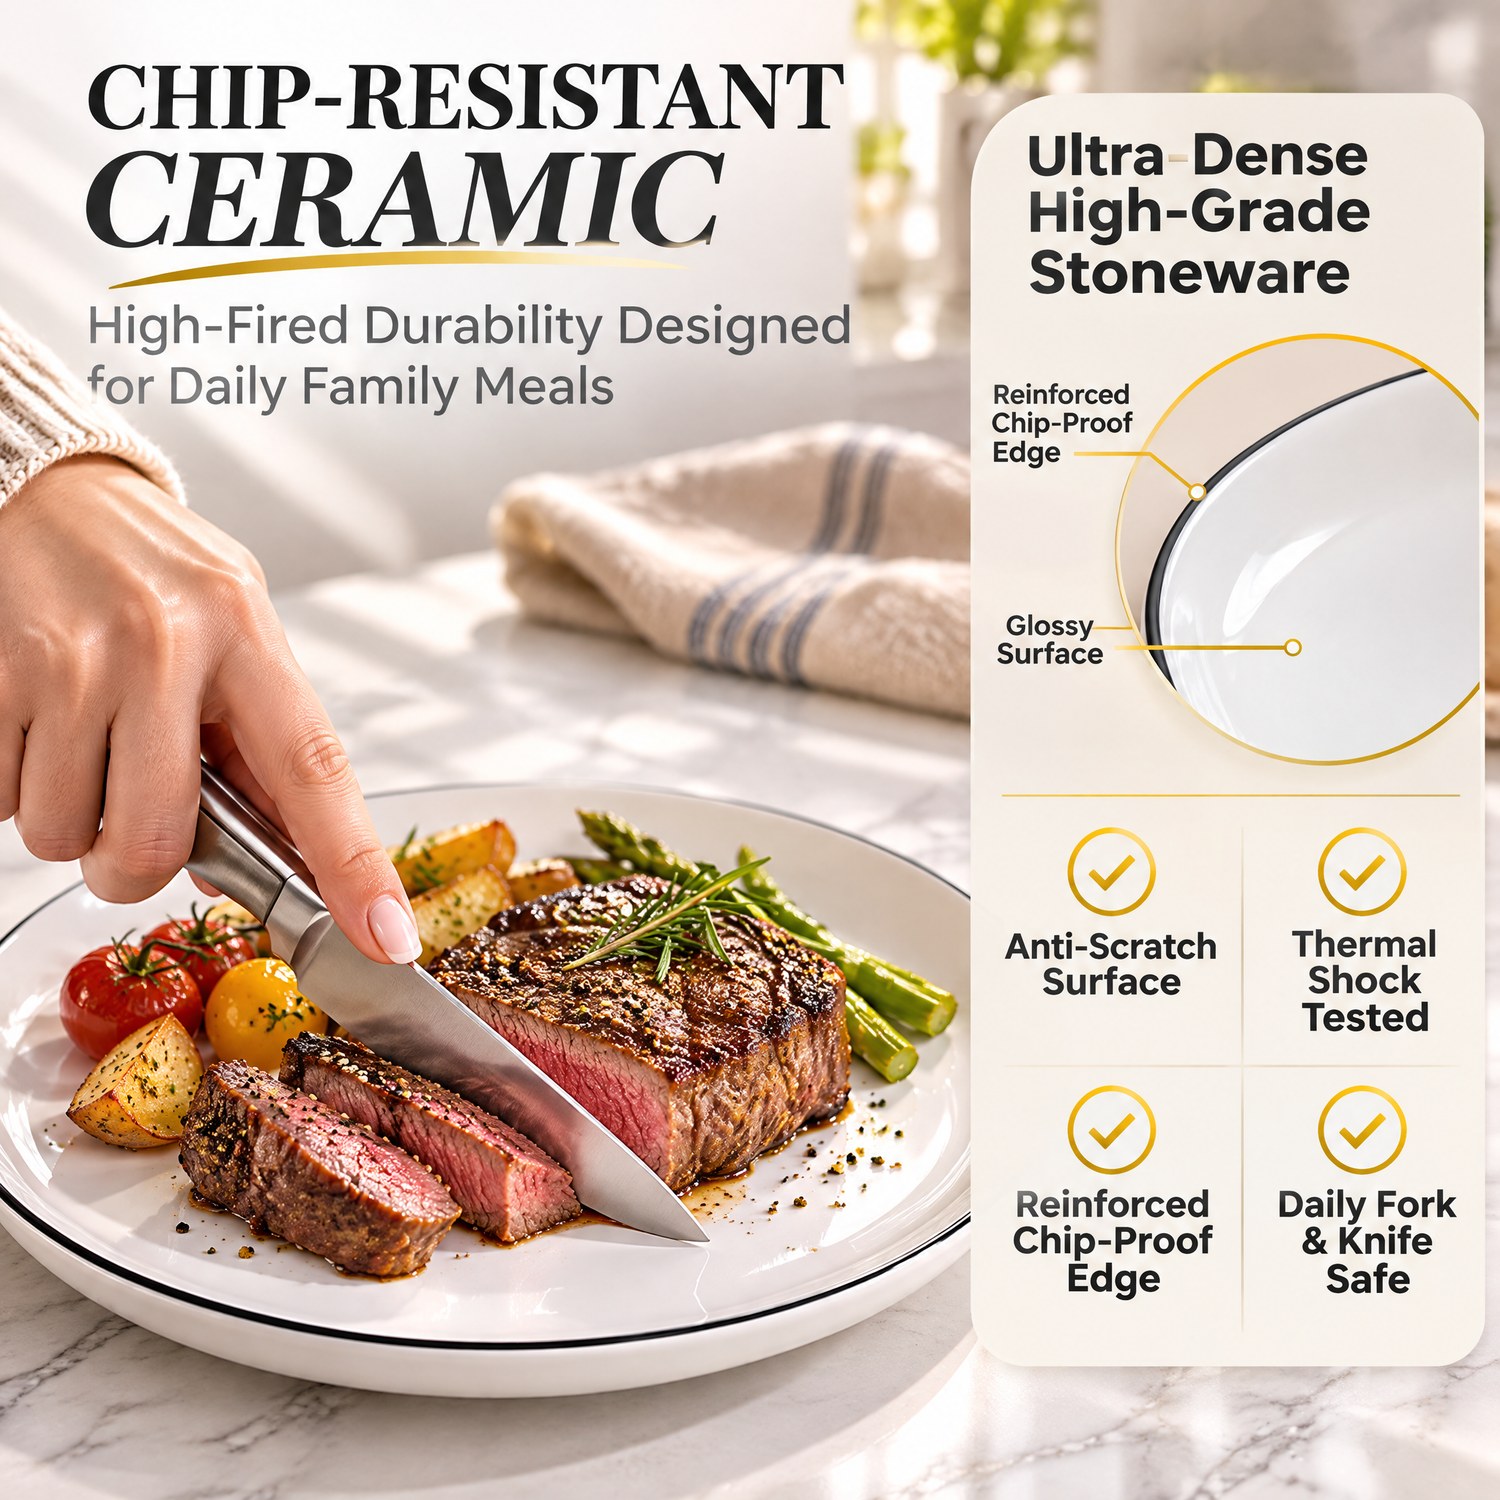 CHIP-RESISTANT
CERAMIC
High-Fired Durability Designed
for Daily Family Meals
Ultra-Dense
High-Grade
Stoneware
Reinforced
Chip-Proof
Edge
Glossy
Surface
Anti-Scratch
Surface
Thermal
Shock
Tested
Reinforced
Chip-Proof
Edge
Daily Fork
& Knife
Safe